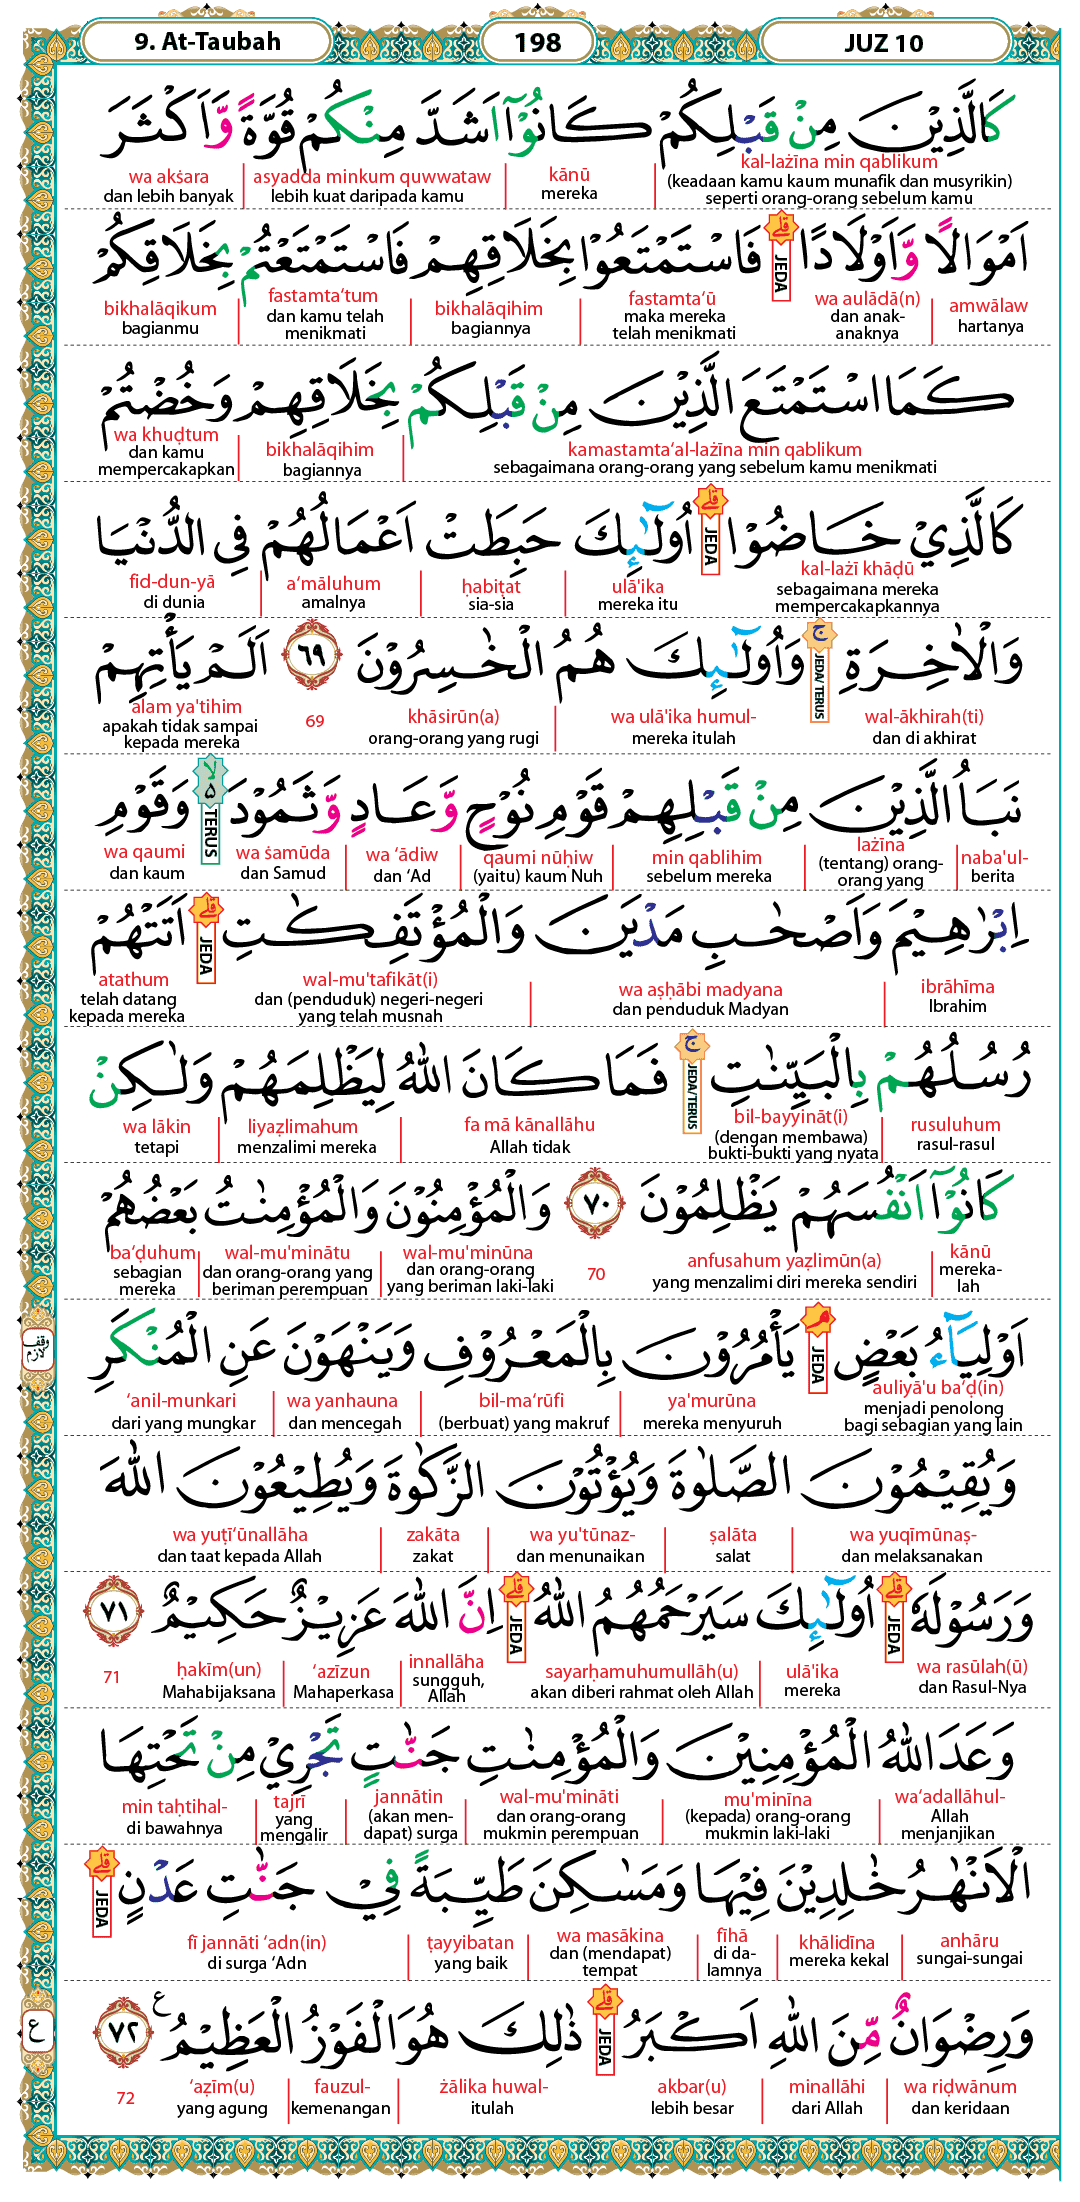 9. At-Taubah 198 JUZ 10
كَالَّذِيْنَ مِنْ قَبْلِكُمْ كَانُوْٓا اَشَدَّ مِنْكُمْ قُوَّةً وَّاَكْثَرَ
kal-lażīna min qablikum kānū asyadda minkum quwwataw wa akṡara
(keadaan kamu kaum munafik dan musyrikin) seperti orang-orang sebelum kamu mereka lebih kuat daripada kamu dan lebih banyak
اَمْوَالًا وَّاَوْلَادًا ۗ فَاسْتَمْتَعُوْا بِخَلَاقِهِمْ فَاسْتَمْتَعْتُمْ بِخَلَاقِكُمْ
JEDA
amwālaw wa aulādā(n) fastamta‘ū bikhalāqihim fastamta‘tum bikhalāqikum
hartanya dan anak-anaknya maka mereka telah menikmati bagiannya dan kamu telah menikmati bagianmu
كَمَا اسْتَمْتَعَ الَّذِيْنَ مِنْ قَبْلِكُمْ بِخَلَاقِهِمْ وَخُضْتُمْ
kamastamta‘al-lażīna min qablikum bikhalāqihim wa khuḍtum
sebagaimana orang-orang yang sebelum kamu menikmati bagiannya dan kamu mempercakapkan
كَالَّذِيْ خَاضُوْا ۗ اُولٰۤىِٕكَ حَبِطَتْ اَعْمَالُهُمْ فِى الدُّنْيَا
JEDA
kal-lażī khāḍū ulā'ika ḥabiṭat a‘māluhum fid-dun-yā
sebagaimana mereka mempercakapkannya mereka itu sia-sia amalnya di dunia
وَالْاٰخِرَةِ ۚ وَاُولٰۤىِٕكَ هُمُ الْخٰسِرُوْنَ ٦٩ اَلَمْ يَأْتِهِمْ
JEDA/ TERUS
wal-ākhirah(ti) wa ulā'ika humul- khāsirūn(a) 69 alam ya'tihim
dan di akhirat mereka itulah orang-orang yang rugi apakah tidak sampai kepada mereka
نَبَاُ الَّذِيْنَ مِنْ قَبْلِهِمْ قَوْمِ نُوْحٍ وَّعَادٍ وَّثَمُوْدَ ۙ۵ وَقَوْمِ
TERUS
naba'ul- lażīna min qablihim qaumi nūḥiw wa ‘ādiw wa ṡamūda wa qaumi
berita (tentang) orang-orang yang sebelum mereka (yaitu) kaum Nuh dan ‘Ad dan Samud dan kaum
اِبْرٰهِيْمَ وَاَصْحٰبِ مَدْيَنَ وَالْمُؤْتَفِكٰتِ ۗ اَتَتْهُمْ
JEDA
ibrāhīma wa aṣḥābi madyana wal-mu'tafikāt(i) atathum
Ibrahim dan penduduk Madyan dan (penduduk) negeri-negeri yang telah musnah telah datang kepada mereka
رُسُلُهُمْ بِالْبَيِّنٰتِ ۚ فَمَا كَانَ اللّٰهُ لِيَظْلِمَهُمْ وَلٰكِنْ
JEDA/TERUS
rusuluhum bil-bayyināt(i) fa mā kānallāhu liyaẓlimahum wa lākin
rasul-rasul (dengan membawa) bukti-bukti yang nyata Allah tidak menzalimi mereka tetapi
كَانُوْٓا اَنْفُسَهُمْ يَظْلِمُوْنَ ٧٠ وَالْمُؤْمِنُوْنَ وَالْمُؤْمِنٰتُ بَعْضُهُمْ
kānū anfusahum yaẓlimūn(a) 70 wal-mu'minūna wal-mu'minātu ba‘ḍuhum
mereka-lah yang menzalimi diri mereka sendiri dan orang-orang yang beriman laki-laki dan orang-orang yang beriman perempuan sebagian mereka
وقف لازم
اَوْلِيَاۤءُ بَعْضٍ ۘ يَأْمُرُوْنَ بِالْمَعْرُوْفِ وَيَنْهَوْنَ عَنِ الْمُنْكَرِ
JEDA
auliyā'u ba‘ḍ(in) ya'murūna bil-ma‘rūfi wa yanhauna ‘anil-munkari
menjadi penolong bagi sebagian yang lain mereka menyuruh (berbuat) yang makruf dan mencegah dari yang mungkar
وَيُقِيْمُوْنَ الصَّلٰوةَ وَيُؤْتُوْنَ الزَّكٰوةَ وَيُطِيْعُوْنَ اللّٰهَ
wa yuqīmūnaṣ- ṣalāta wa yu'tūnaz- zakāta wa yuṭī‘ūnallāha
dan melaksanakan salat dan menunaikan zakat dan taat kepada Allah
وَرَسُوْلَهٗ ۗ اُولٰۤىِٕكَ سَيَرْحَمُهُمُ اللّٰهُ ۗ اِنَّ اللّٰهَ عَزِيْزٌ حَكِيْمٌ ٧١
JEDA JEDA
wa rasūlah(ū) ulā'ika sayarḥamuhumullāh(u) innallāha ‘azīzun ḥakīm(un) 71
dan Rasul-Nya mereka akan diberi rahmat oleh Allah sungguh, Allah Mahaperkasa Mahabijaksana
وَعَدَ اللّٰهُ الْمُؤْمِنِيْنَ وَالْمُؤْمِنٰتِ جَنّٰتٍ تَجْرِيْ مِنْ تَحْتِهَا
wa‘adallāhul- mu'minīna wal-mu'mināti jannātin tajrī min taḥtihal-
Allah menjanjikan (kepada) orang-orang mukmin laki-laki dan orang-orang mukmin perempuan (akan men-dapat) surga yang mengalir di bawahnya
الْاَنْهٰرُ خٰلِدِيْنَ فِيْهَا وَمَسٰكِنَ طَيِّبَةً فِيْ جَنّٰتِ عَدْنٍ ۗ
JEDA
anhāru khālidīna fīhā wa masākina ṭayyibatan fī jannāti ‘adn(in)
sungai-sungai mereka kekal di da-lamnya dan (mendapat) tempat yang baik di surga ‘Adn
وَرِضْوَانٌ مِّنَ اللّٰهِ اَكْبَرُ ۗ ذٰلِكَ هُوَ الْفَوْزُ الْعَظِيْمُ ࣖ ٧٢
ع
JEDA
wa riḍwānum minallāhi akbar(u) żālika huwal- fauzul- ‘aẓīm(u) 72
dan keridaan dari Allah lebih besar itulah kemenangan yang agung